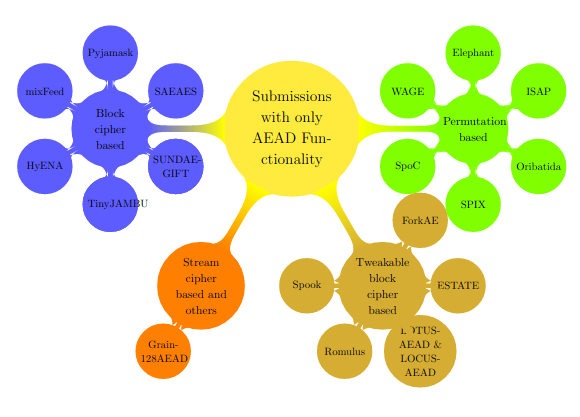 Submissions
with only
AEAD Fun-
ctionality
Block
cipher
based
Pyjamask
SAEAES
SUNDAE-
GIFT
TinyJAMBU
HyENA
mixFeed
Permutation
based
Elephant
ISAP
Oribatida
SPIX
SpoC
WAGE
Stream
cipher
based and
others
Grain-
128AEAD
Tweakable
block
cipher
based
ForkAE
ESTATE
LOTUS-
AEAD &
LOCUS-
AEAD
Romulus
Spook